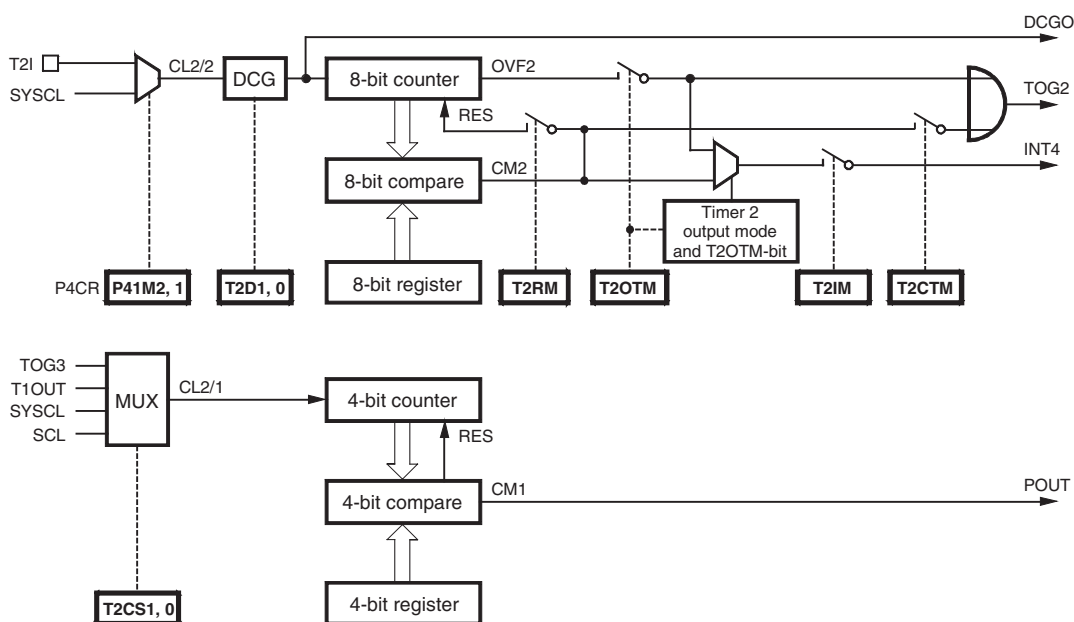 DCGO
T2I
CL2/2
DCG
8-bit counter
OVF2
SYSCL
TOG2
RES
INT4
8-bit compare
CM2
Timer 2
output mode
and T2OTM-bit
P4CR
P41M2, 1
T2D1, 0
8-bit register
T2RM
T2OTM
T2IM
T2CTM
TOG3
T1OUT
SYSCL
SCL
MUX
CL2/1
4-bit counter
RES
4-bit compare
CM1
POUT
T2CS1, 0
4-bit register